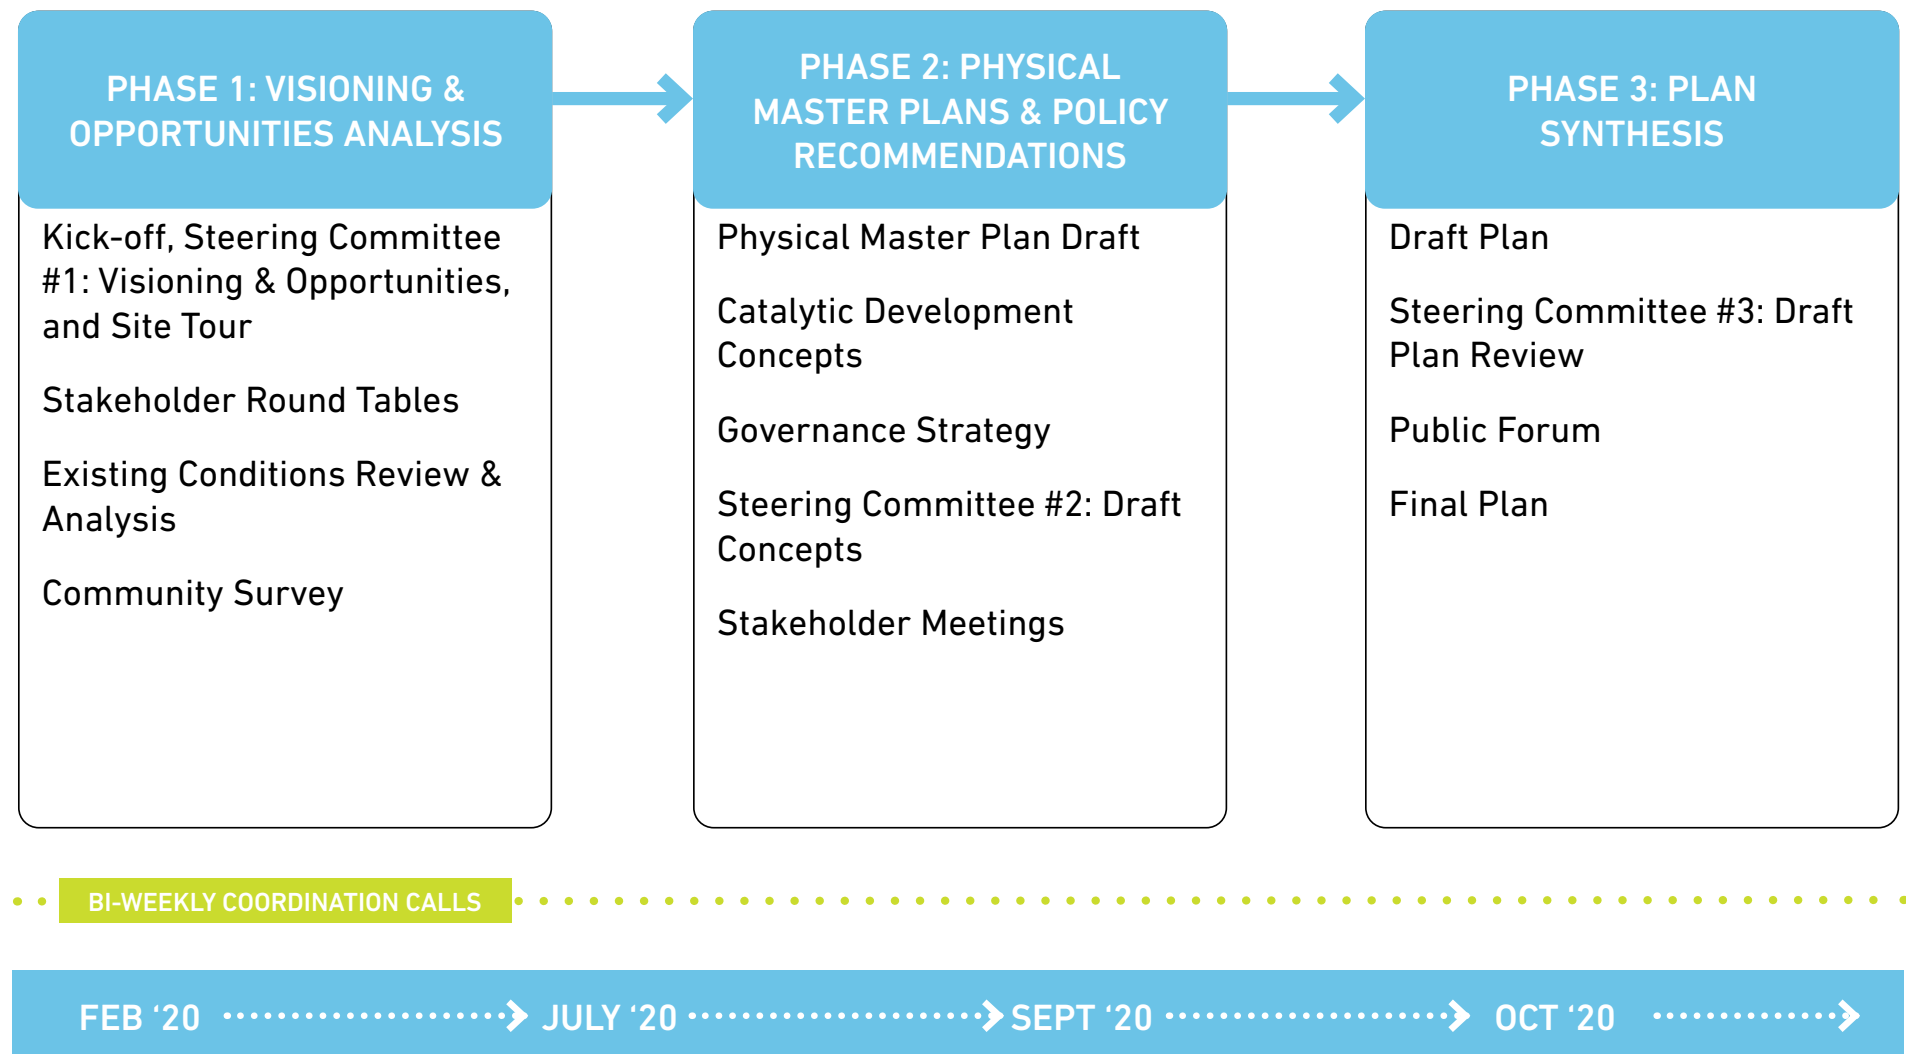 PHASE 1: VISIONING &
OPPORTUNITIES ANALYSIS
Kick-off, Steering Committee
#1: Visioning & Opportunities,
and Site Tour
Stakeholder Round Tables
Existing Conditions Review &
Analysis
Community Survey
PHASE 2: PHYSICAL
MASTER PLANS & POLICY
RECOMMENDATIONS
Physical Master Plan Draft
Catalytic Development
Concepts
Governance Strategy
Steering Committee #2: Draft
Concepts
Stakeholder Meetings
PHASE 3: PLAN
SYNTHESIS
Draft Plan
Steering Committee #3: Draft
Plan Review
Public Forum
Final Plan
BI-WEEKLY COORDINATION CALLS
FEB ‘20 JULY ‘20 SEPT ‘20 OCT ‘20